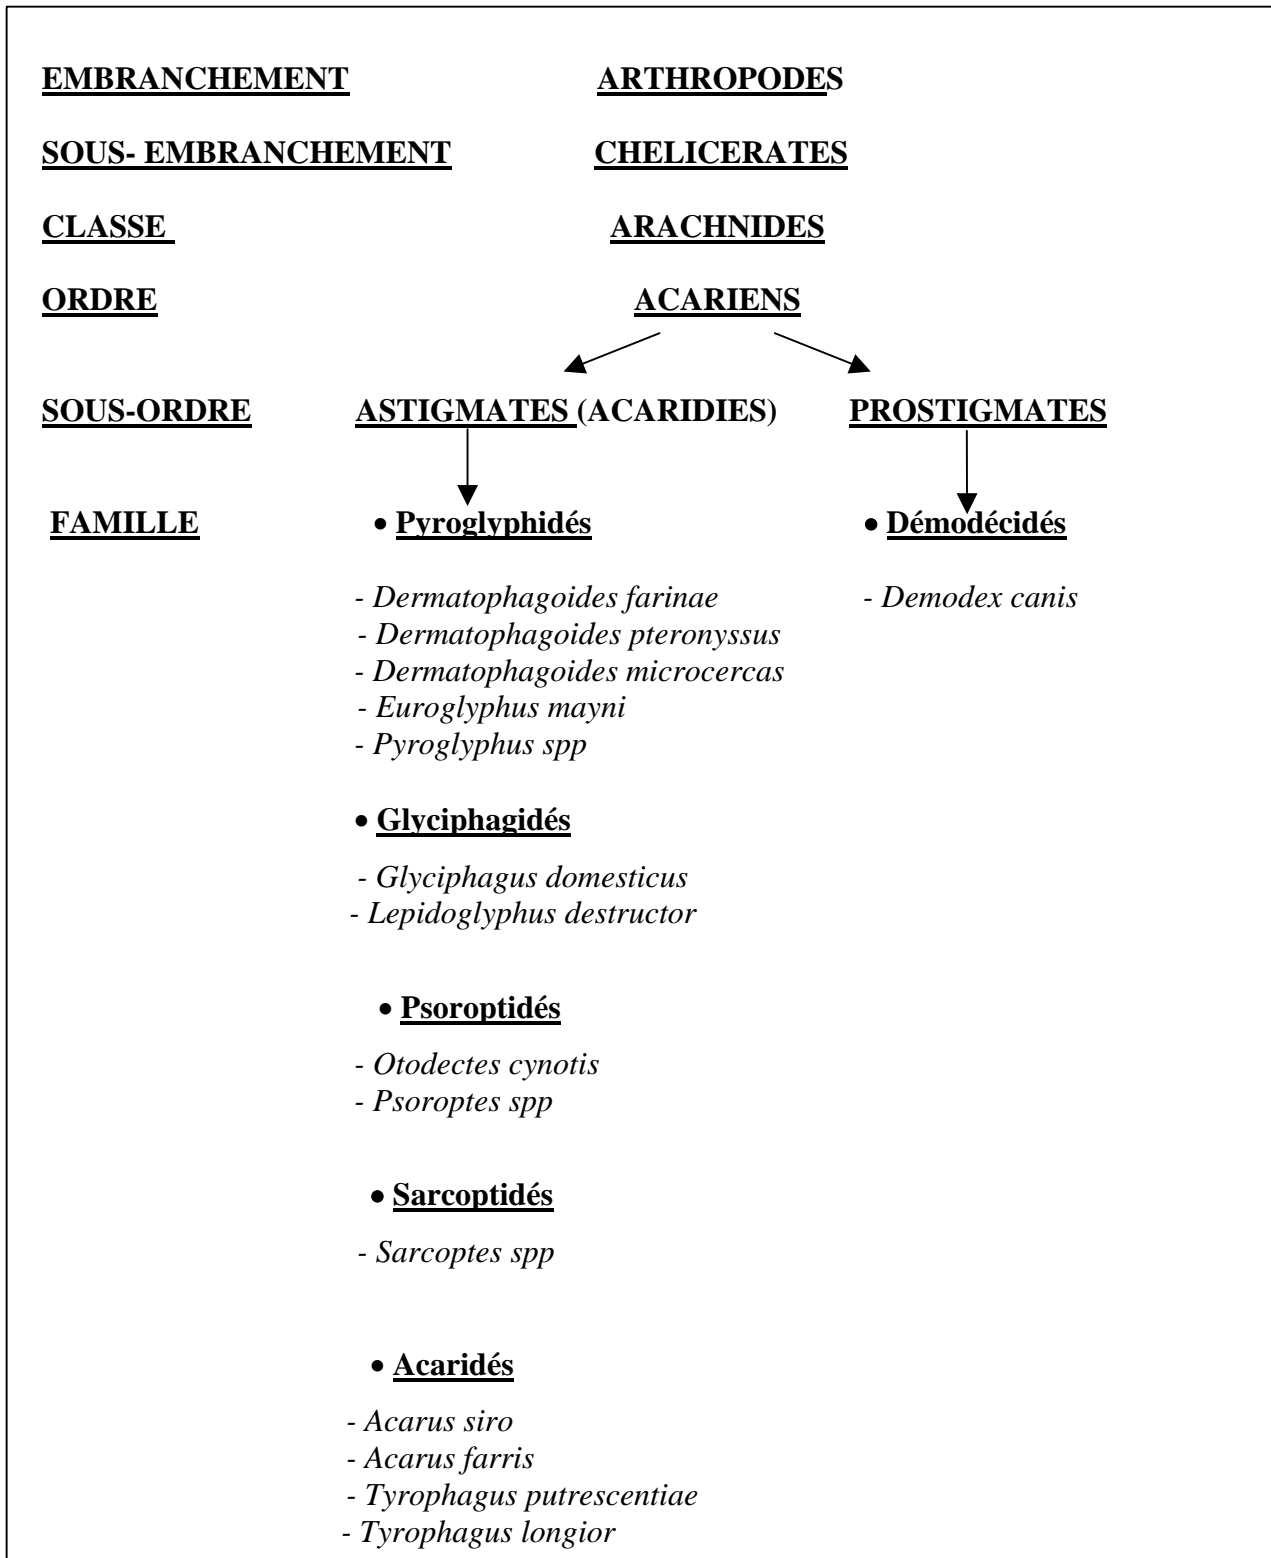 EMBRANCHEMENT ARTHROPODES
SOUS- EMBRANCHEMENT CHELICERATES
CLASSE ARACHNIDES
ORDRE ACARIENS
SOUS-ORDRE ASTIGMATES (ACARIDIES) PROSTIGMATES
FAMILLE • Pyroglyphidés • Démodécidés
- Dermatophagoides farinae - Demodex canis
- Dermatophagoides pteronyssus
- Dermatophagoides microcercas
- Euroglyphus mayni
- Pyroglyphus spp
• Glyciphagidés
- Glyciphagus domesticus
- Lepidoglyphus destructor
• Psoroptidés
- Otodectes cynotis
- Psoroptes spp
• Sarcoptidés
- Sarcoptes spp
• Acaridés
- Acarus siro
- Acarus farris
- Tyrophagus putrescentiae
- Tyrophagus longior